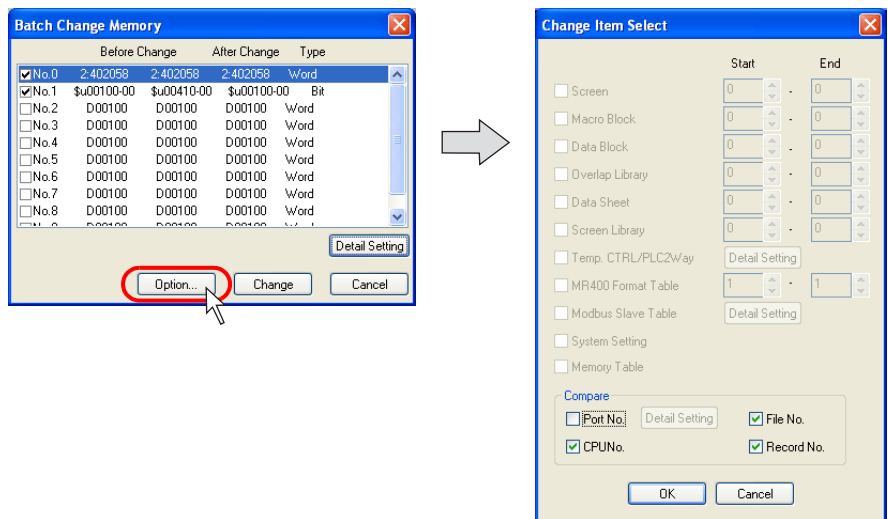 Batch Change Memory
Before Change After Change Type
No.0 2:402058 2:402058 2:402058 Word
No.1 $u00100-00 $u00410-00 $u00100-00 Bit
No.2 D00100 D00100 D00100 Word
No.3 D00100 D00100 D00100 Word
No.4 D00100 D00100 D00100 Word
No.5 D00100 D00100 D00100 Word
No.6 D00100 D00100 D00100 Word
No.7 D00100 D00100 D00100 Word
No.8 D00100 D00100 D00100 Word
Detail Setting
Option... Change Cancel
Change Item Select
Start End
Screen 0 - 0
Macro Block 0 - 0
Data Block 0 - 0
Overlap Library 0 - 0
Data Sheet 0 - 0
Screen Library 0 - 0
Temp. CTRL/PLC2Way Detail Setting
MR400 Format Table 1 - 1
Modbus Slave Table Detail Setting
System Setting
Memory Table
Compare
Port No. Detail Setting File No.
CPUNo. Record No.
OK Cancel